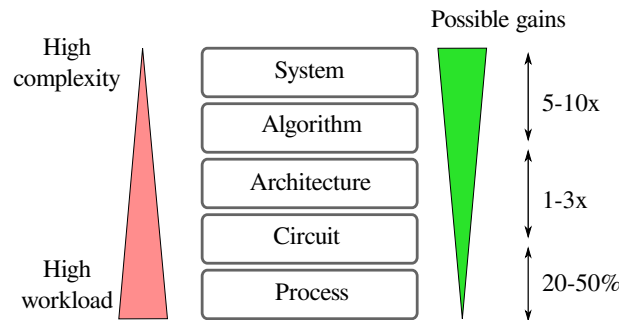 Possible gains
High
complexity
System
5-10x
Algorithm
Architecture
1-3x
Circuit
High
workload
Process
20-50%